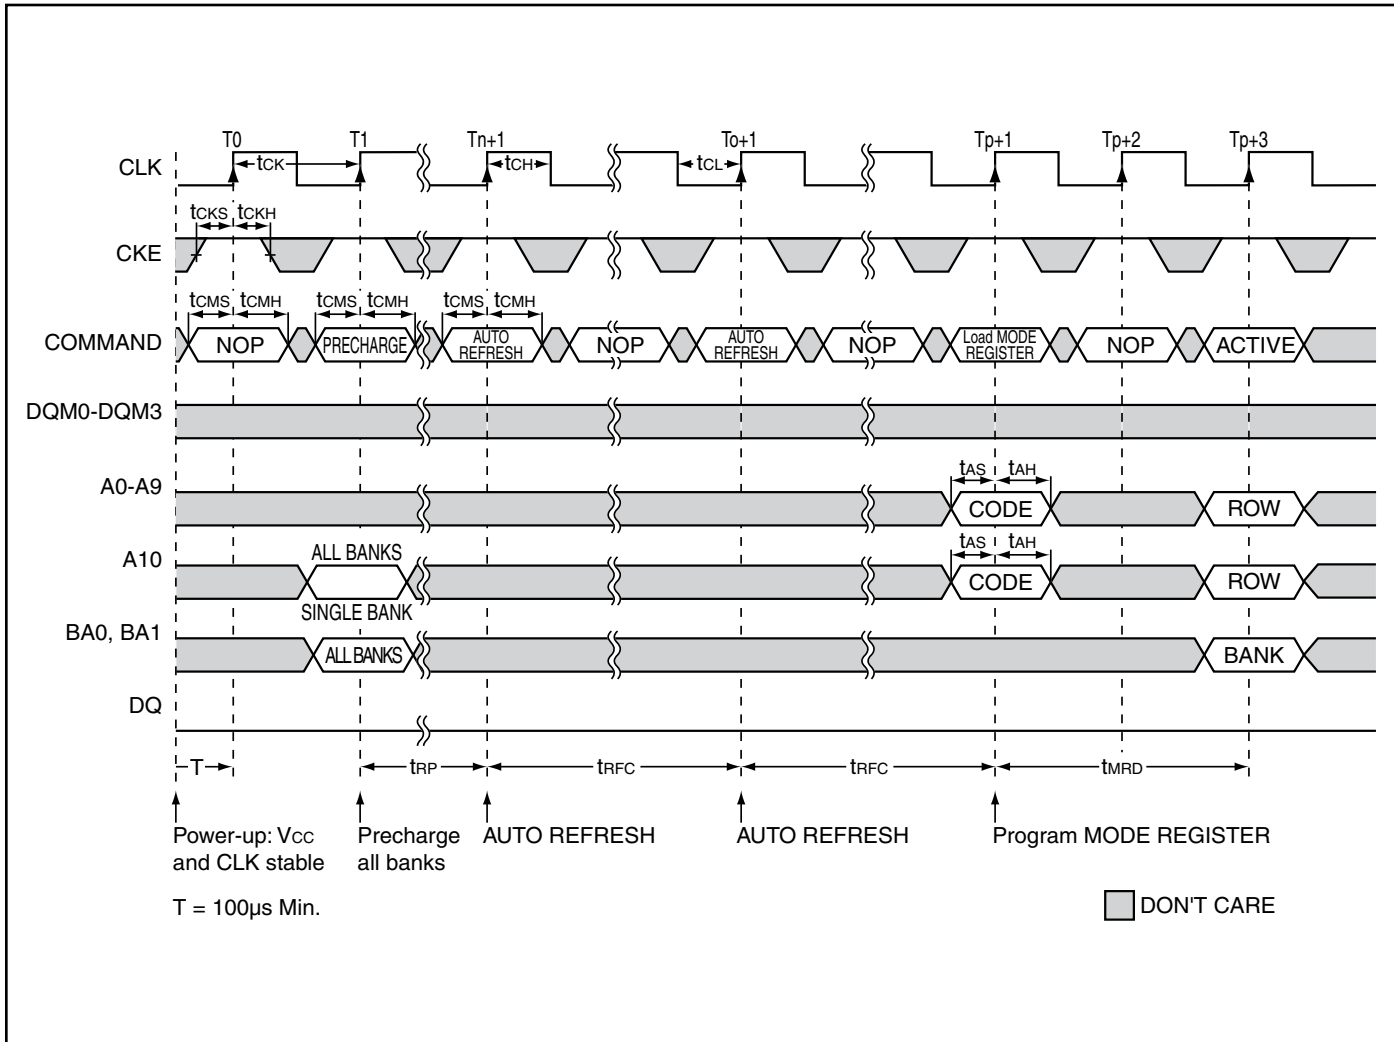 T0 T1 Tn+1 To+1 Tp+1 Tp+2 Tp+3
CLK tCK tCH tCL
tCKS tCKH
CKE
tCMS tCMH tCMS tCMH tCMS tCMH
COMMAND NOP PRECHARGE AUTO REFRESH NOP AUTO REFRESH NOP Load MODE REGISTER NOP ACTIVE
DQM0-DQM3
tAS tAH
A0-A9 CODE ROW
ALL BANKS tAS tAH
A10 CODE ROW
SINGLE BANK
BA0, BA1 ALL BANKS BANK
DQ
T tRP tRFC tRFC tMRD
Power-up: VCC Precharge AUTO REFRESH AUTO REFRESH Program MODE REGISTER
and CLK stable all banks
T = 100µs Min. DON'T CARE